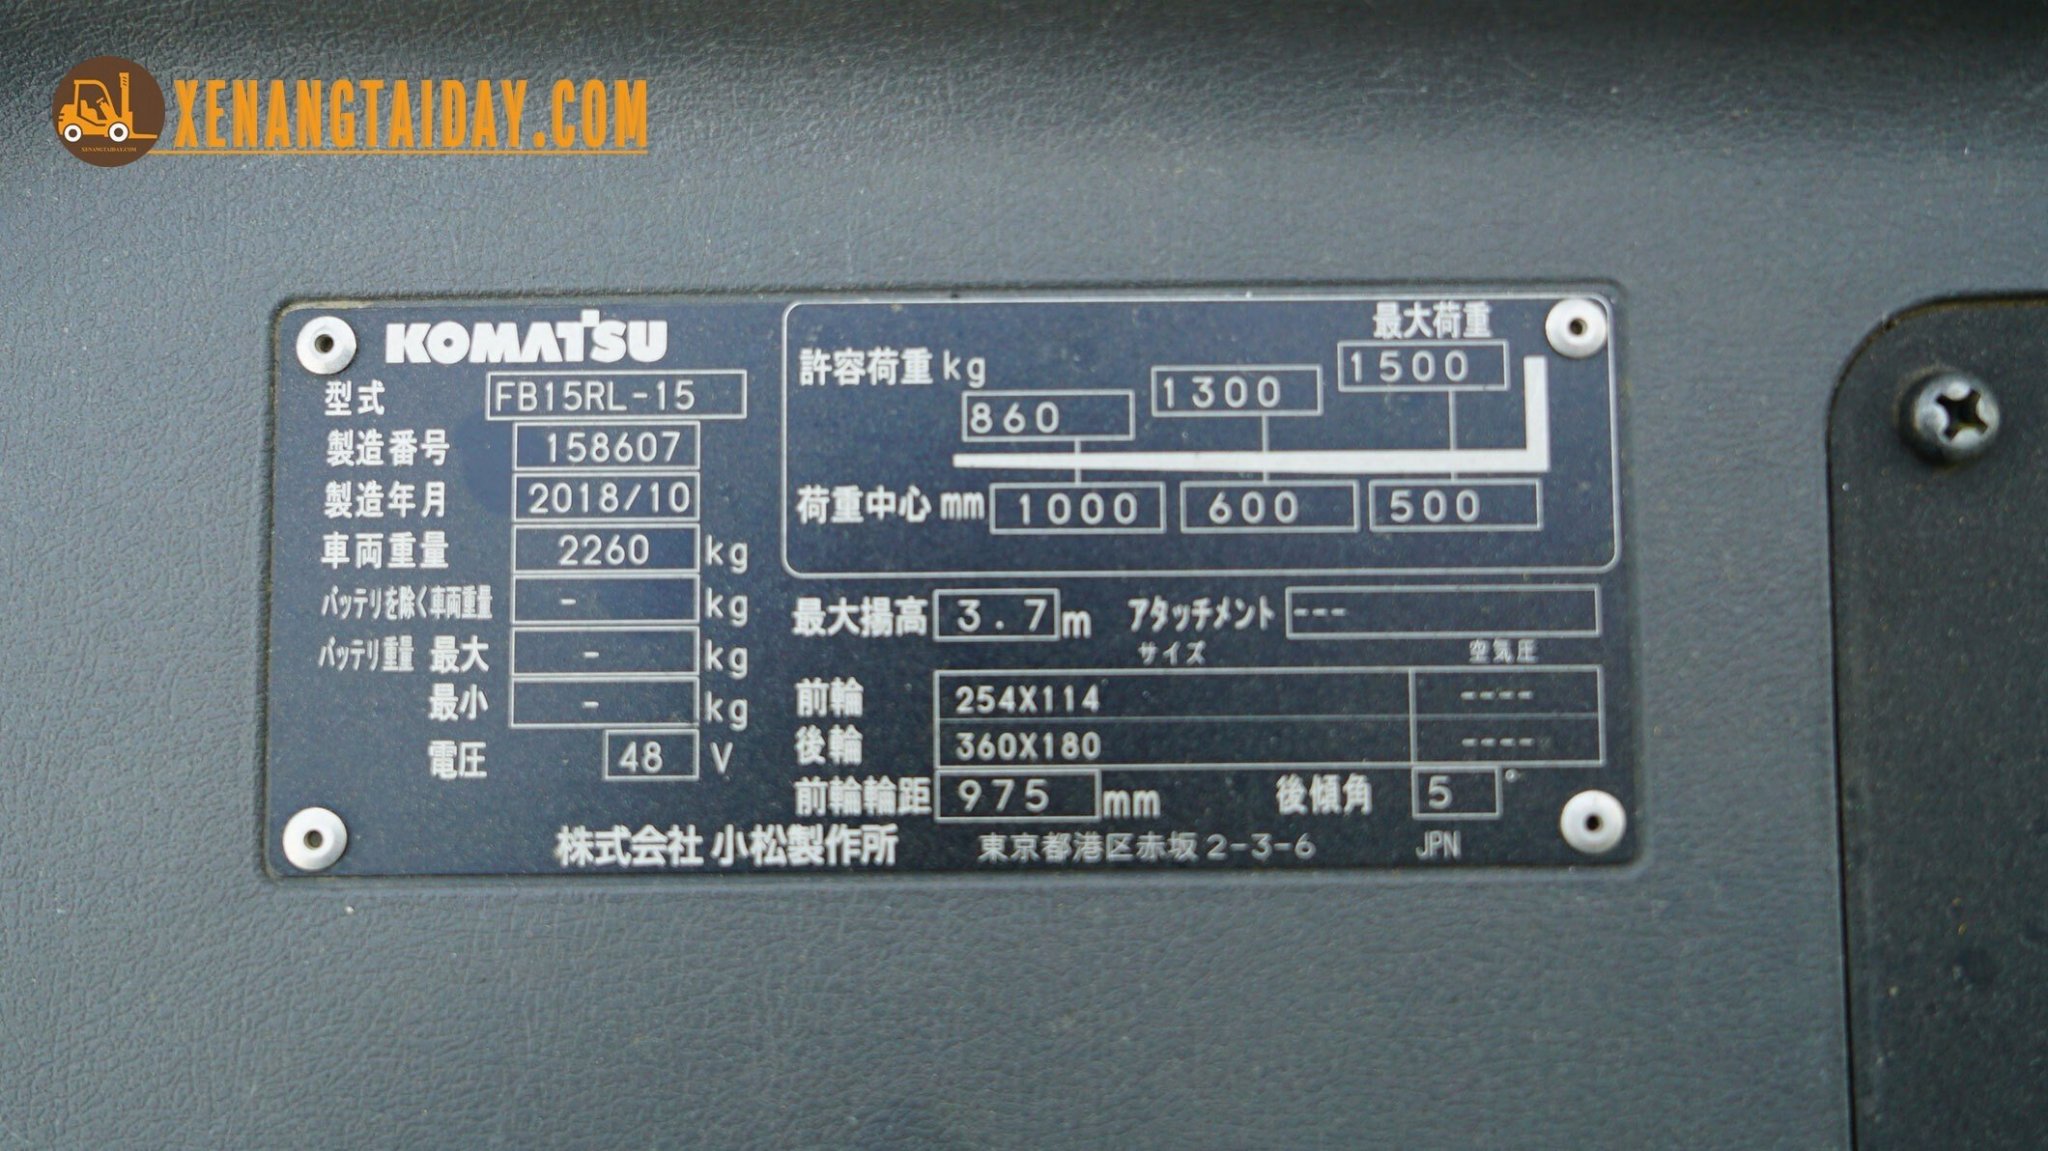 XENANGTAIDAY.COM
XENANGTAIDAY.COM
KOMATSU
型式 FB15RL-15
製造番号 158607
製造年月 2018/10
車両重量 2260 kg
バッテリを除く車両重量 - kg
バッテリ重量 最大 - kg
最小 - kg
電圧 48 V
最大荷重
許容荷重 kg 860 1300 1500
荷重中心 mm 1000 600 500
最大揚高 3.7 m アタッチメント ---
サイズ 空気圧
前輪 254X114 ----
後輪 360X180 ----
前輪輪距 975 mm 後傾角 5°
株式会社 小松製作所 東京都港区赤坂2-3-6 JPN